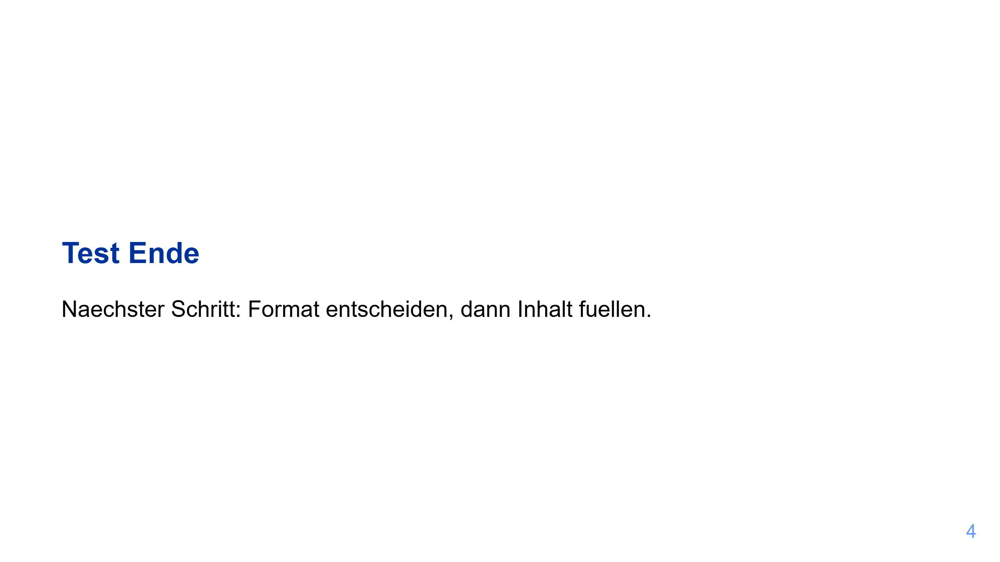 Test Ende
Naechster Schritt: Format entscheiden, dann Inhalt fuellen.
4